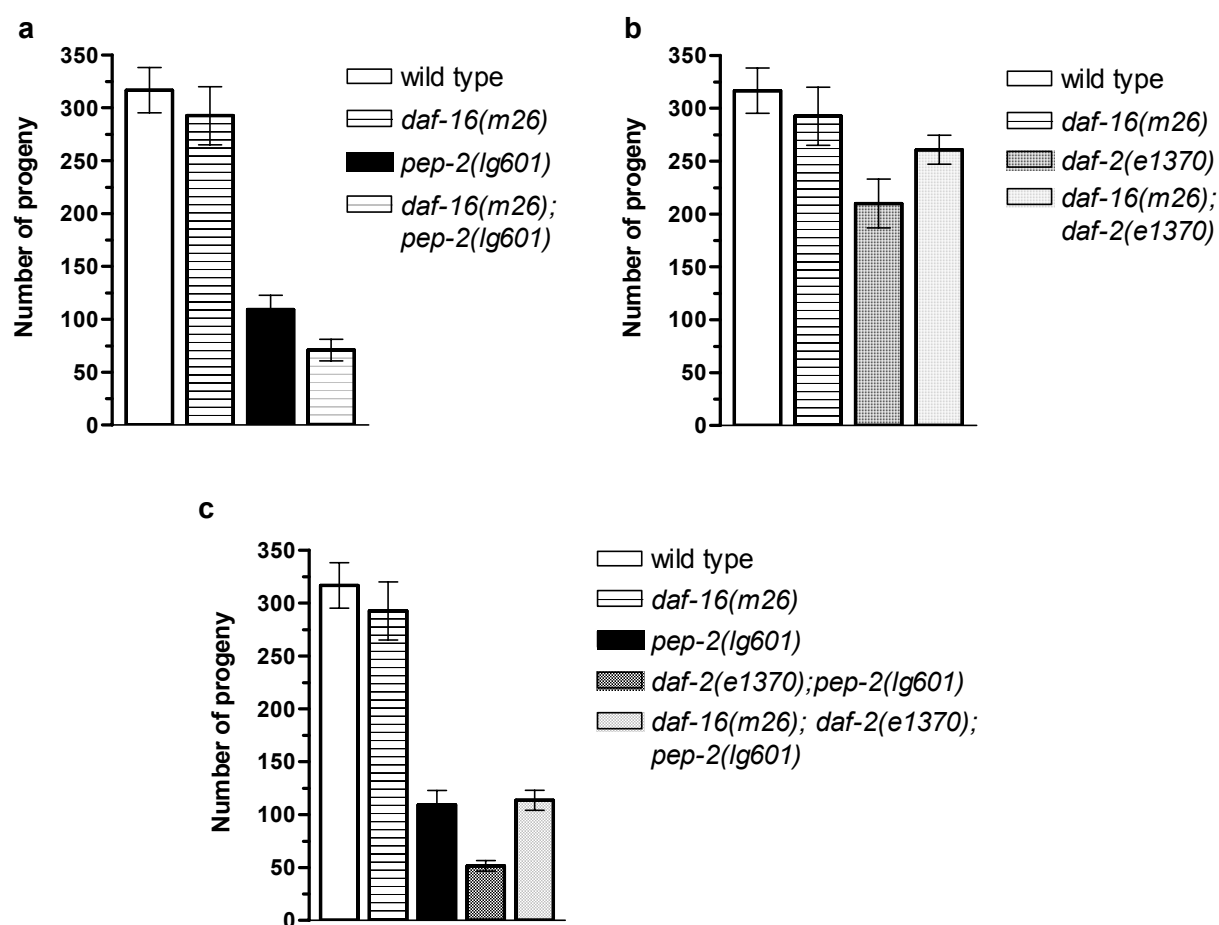 a
350
300
250
200
150
100
50
0
Number of progeny
wild type
daf-16(m26)
pep-2(lg601)
daf-16(m26);
pep-2(lg601)
b
350
300
250
200
150
100
50
0
Number of progeny
wild type
daf-16(m26)
daf-2(e1370)
daf-16(m26);
daf-2(e1370)
c
350
300
250
200
150
100
50
0
Number of progeny
wild type
daf-16(m26)
pep-2(lg601)
daf-2(e1370);pep-2(lg601)
daf-16(m26); daf-2(e1370);
pep-2(lg601)